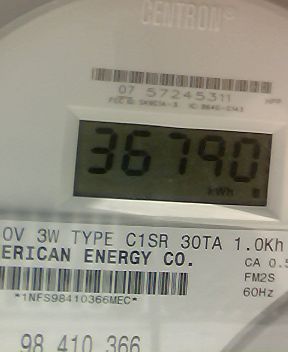 CENTRON®
07 57245311
36790
kWh
0V 3W TYPE C1SR 30TA 1.0Kh
ERICAN ENERGY CO.
CA 0.5
FM2S
*1NFS98410366MEC*
60Hz
98 410 366